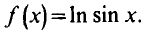 f (x) = ln sin x.